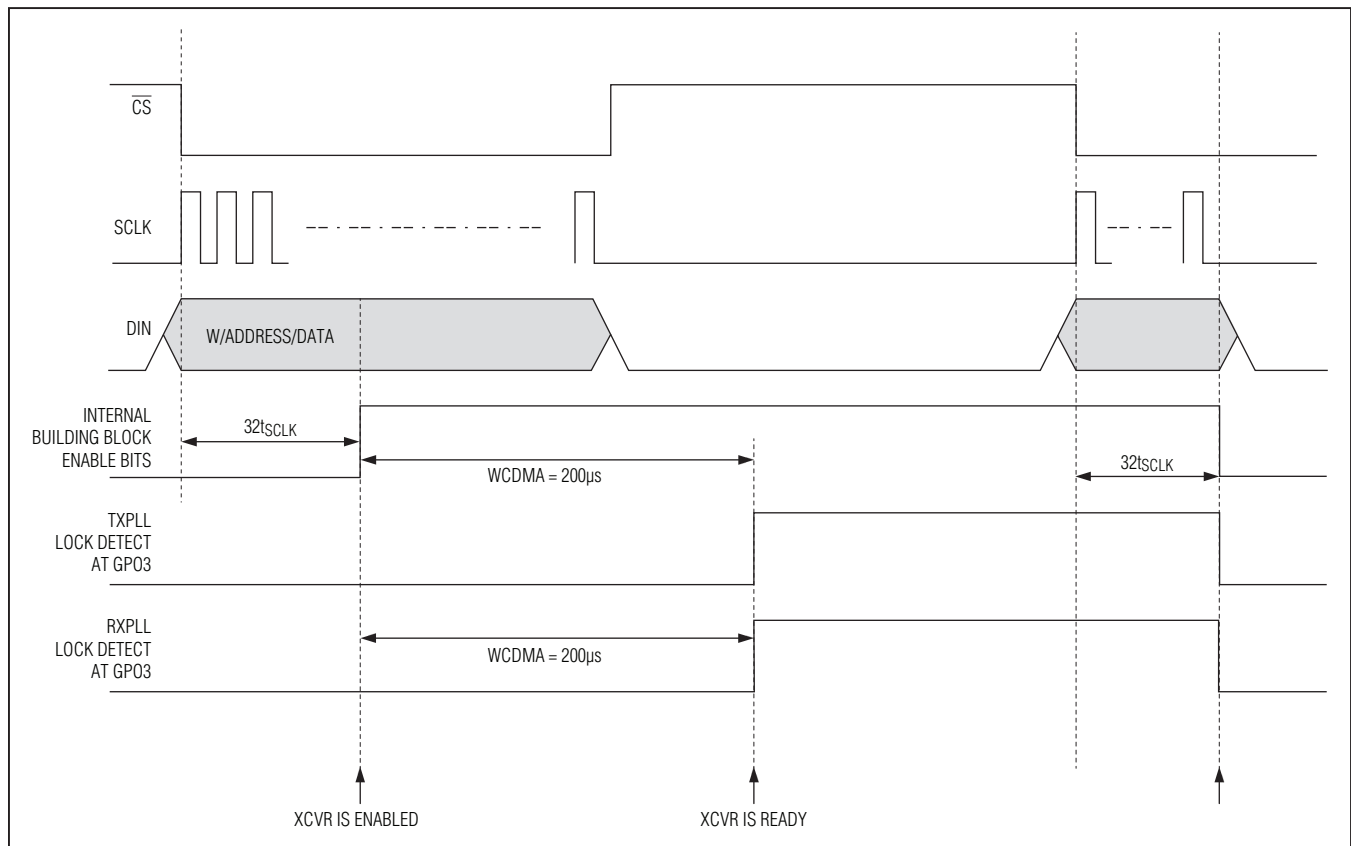 CS
SCLK
DIN
W/ADDRESS/DATA
INTERNAL
BUILDING BLOCK
ENABLE BITS
32tSCLK
WCDMA = 200µs
32tSCLK
TXPLL
LOCK DETECT
AT GPO3
RXPLL
LOCK DETECT
AT GPO3
WCDMA = 200µs
XCVR IS ENABLED
XCVR IS READY